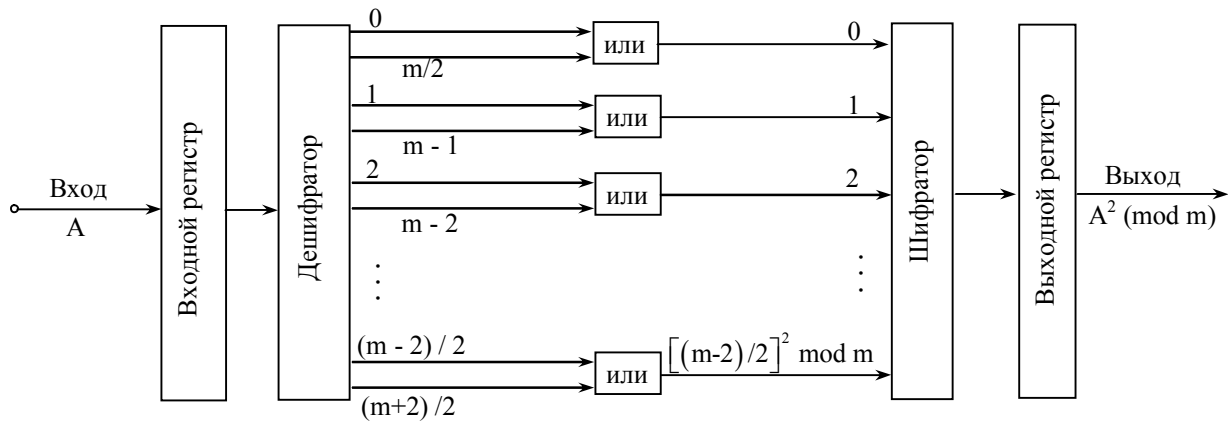 Вход
A
Входной регистр
Дешифратор
0
m/2
или
0
1
m - 1
или
1
2
m - 2
или
2
(m - 2) / 2
(m+2) /2
или
[(m-2) /2]² mod m
Шифратор
Выходной регистр
Выход
A² (mod m)